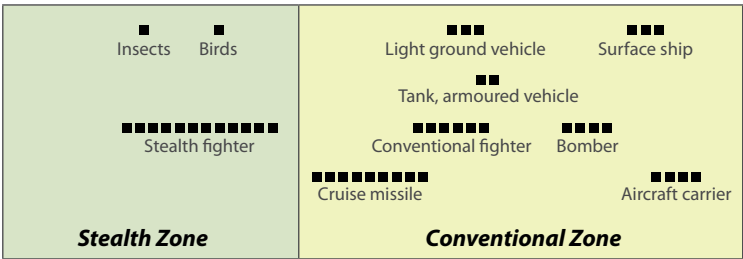 Insects Birds Light ground vehicle Surface ship
Tank, armoured vehicle
Stealth fighter Conventional fighter Bomber
Cruise missile Aircraft carrier
Stealth Zone Conventional Zone